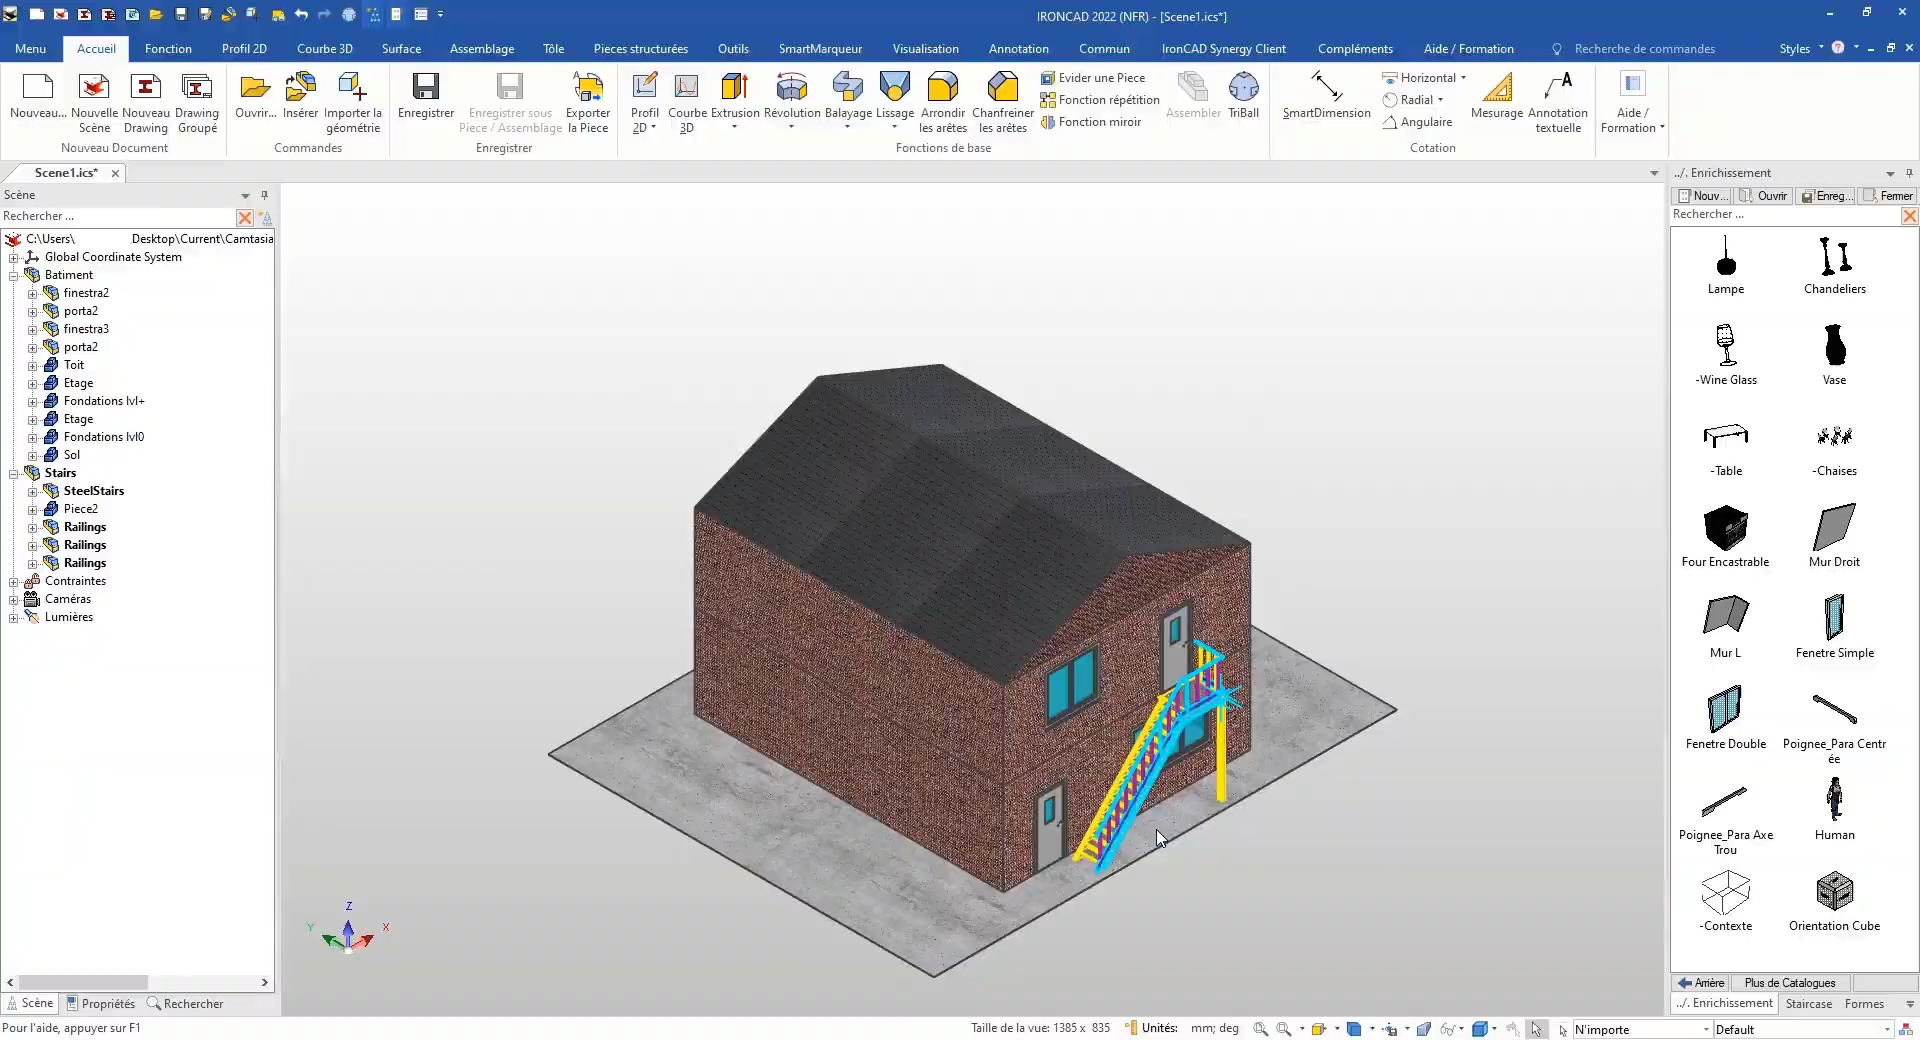 IRONCAD 2022 (NFR) - [Scene1.ics*]
Menu Accueil Fonction Profil 2D Courbe 3D Surface Assemblage Tôle Pieces structurées Outils SmartMarqueur Visualisation Annotation Commun IronCAD Synergy Client Compléments Aide / Formation Recherche de commandes Styles
Nouveau... Nouvelle Scène Nouveau Drawing Drawing Groupé
Nouveau Document
Ouvrir... Insérer Importer la géométrie
Commandes
Enregistrer Enregistrer sous Piece / Assemblage Exporter la Piece
Enregistrer
Profil 2D Courbe 3D Extrusion Révolution Balayage Lissage Arrondir les arêtes Chanfreiner les arêtes
Evider une Piece
Fonction répétition
Fonction miroir
Assembler TriBall
Fonctions de base
SmartDimension
Horizontal
Radial
Angulaire
Mesurage Annotation textuelle
Cotation
Aide / Formation
Scene1.ics*
Scène
Rechercher ...
C:\Users\ Desktop\Current\Camtasia
Global Coordinate System
Batiment
finestra2
porta2
finestra3
porta2
Toit
Etage
Fondations lvl+
Etage
Fondations lvl0
Sol
Stairs
SteelStairs
Piece2
Railings
Railings
Railings
Contraintes
Caméras
Lumières
Scène Propriétés Rechercher
Z
Y
X
../. Enrichissement
Nouv... Ouvrir Enreg... Fermer
Rechercher ...
Lampe Chandeliers
-Wine Glass Vase
-Table -Chaises
Four Encastrable Mur Droit
Mur L Fenetre Simple
Fenetre Double Poignee_Para Centrée
Poignee_Para Axe Trou Human
-Contexte Orientation Cube
Arrière Plus de Catalogues
../. Enrichissement Staircase Formes
Pour l'aide, appuyer sur F1
Taille de la vue: 1385 x 835 Unités: mm; deg N'importe Default